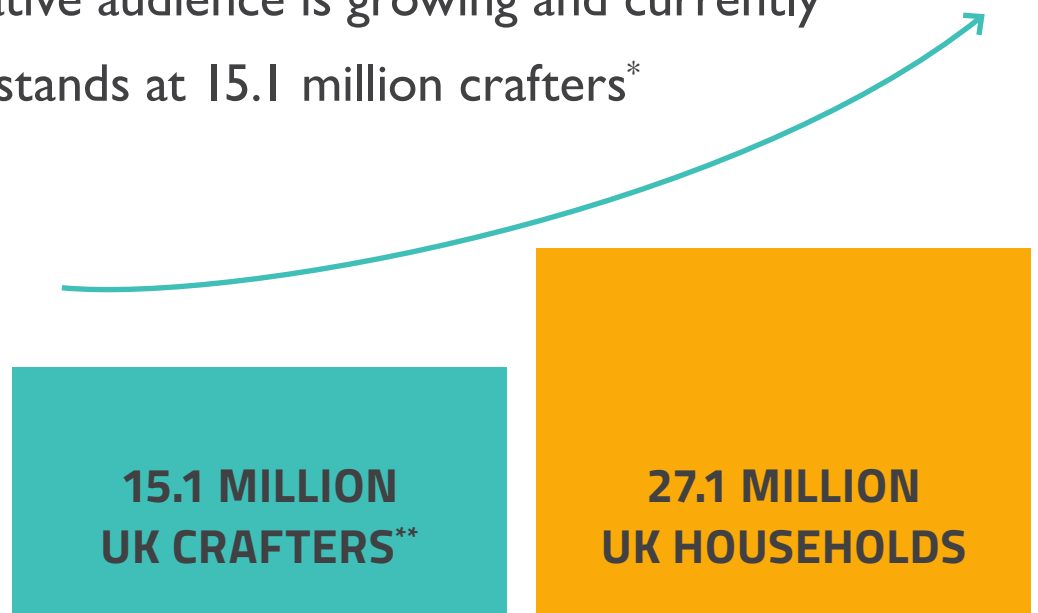 audience is growing and currently
stands at 15.1 million crafters*
15.1 MILLION
UK CRAFTERS**
27.1 MILLION
UK HOUSEHOLDS